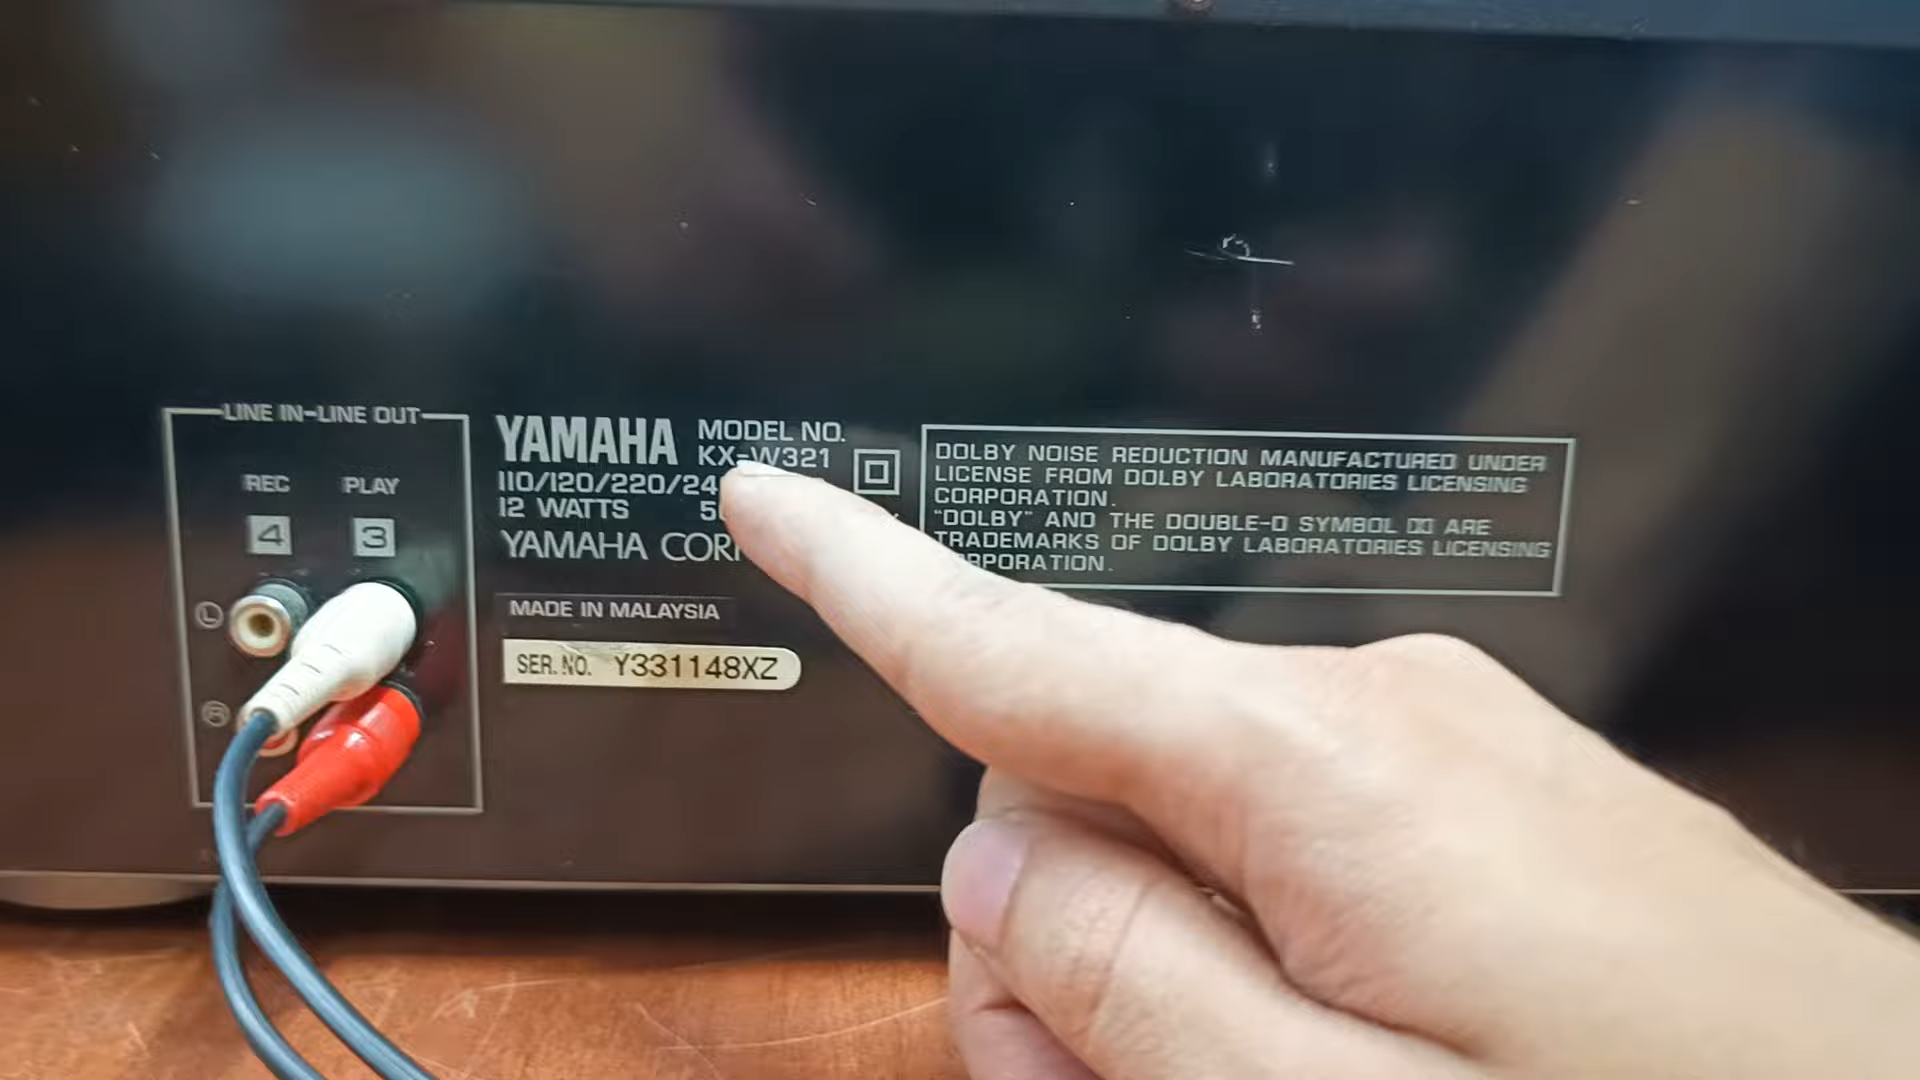 LINE IN-LINE OUT
REC PLAY
4 3
L
R
YAMAHA MODEL NO.
KX-W321
110/120/220/24
12 WATTS
YAMAHA
MADE IN MALAYSIA
SER. NO. Y331148XZ
DOLBY NOISE REDUCTION MANUFACTURED UNDER
LICENSE FROM DOLBY LABORATORIES LICENSING
CORPORATION.
"DOLBY" AND THE DOUBLE-D SYMBOL ARE
TRADEMARKS OF DOLBY LABORATORIES LICENSING
RPORATION.